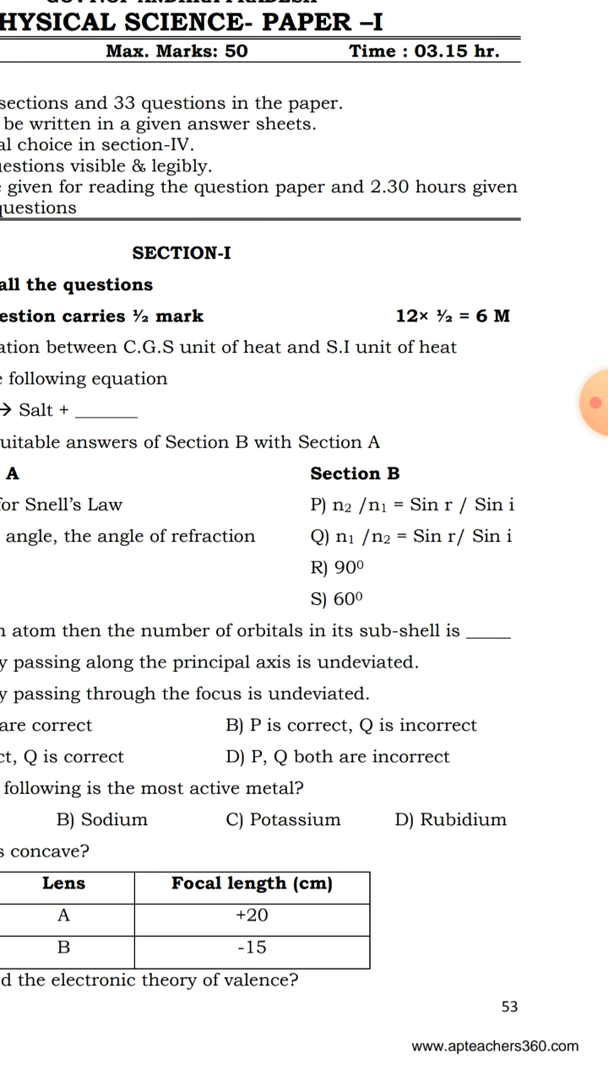 HYSICAL SCIENCE- PAPER –I
Max. Marks: 50 Time : 03.15 hr.
sections and 33 questions in the paper.
be written in a given answer sheets.
al choice in section-IV.
estions visible & legibly.
given for reading the question paper and 2.30 hours given
questions
SECTION-I
all the questions
estion carries ½ mark 12× ½ = 6 M
ation between C.G.S unit of heat and S.I unit of heat
following equation
→ Salt + ______
uitable answers of Section B with Section A
A Section B
for Snell's Law P) n₂ /n₁ = Sin r / Sin i
angle, the angle of refraction Q) n₁ /n₂ = Sin r/ Sin i
R) 90⁰
S) 60⁰
atom then the number of orbitals in its sub-shell is _____
y passing along the principal axis is undeviated.
y passing through the focus is undeviated.
are correct B) P is correct, Q is incorrect
ct, Q is correct D) P, Q both are incorrect
following is the most active metal?
B) Sodium C) Potassium D) Rubidium
s concave?
Lens Focal length (cm)
A +20
B -15
d the electronic theory of valence?
53
www.apteachers360.com